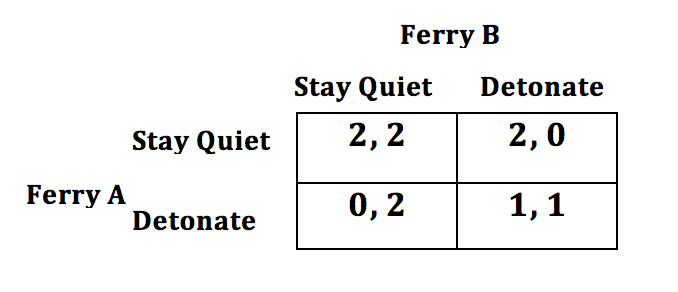 Ferry B
Stay Quiet Detonate
Stay Quiet 2, 2 2, 0
Ferry A
Detonate 0, 2 1, 1